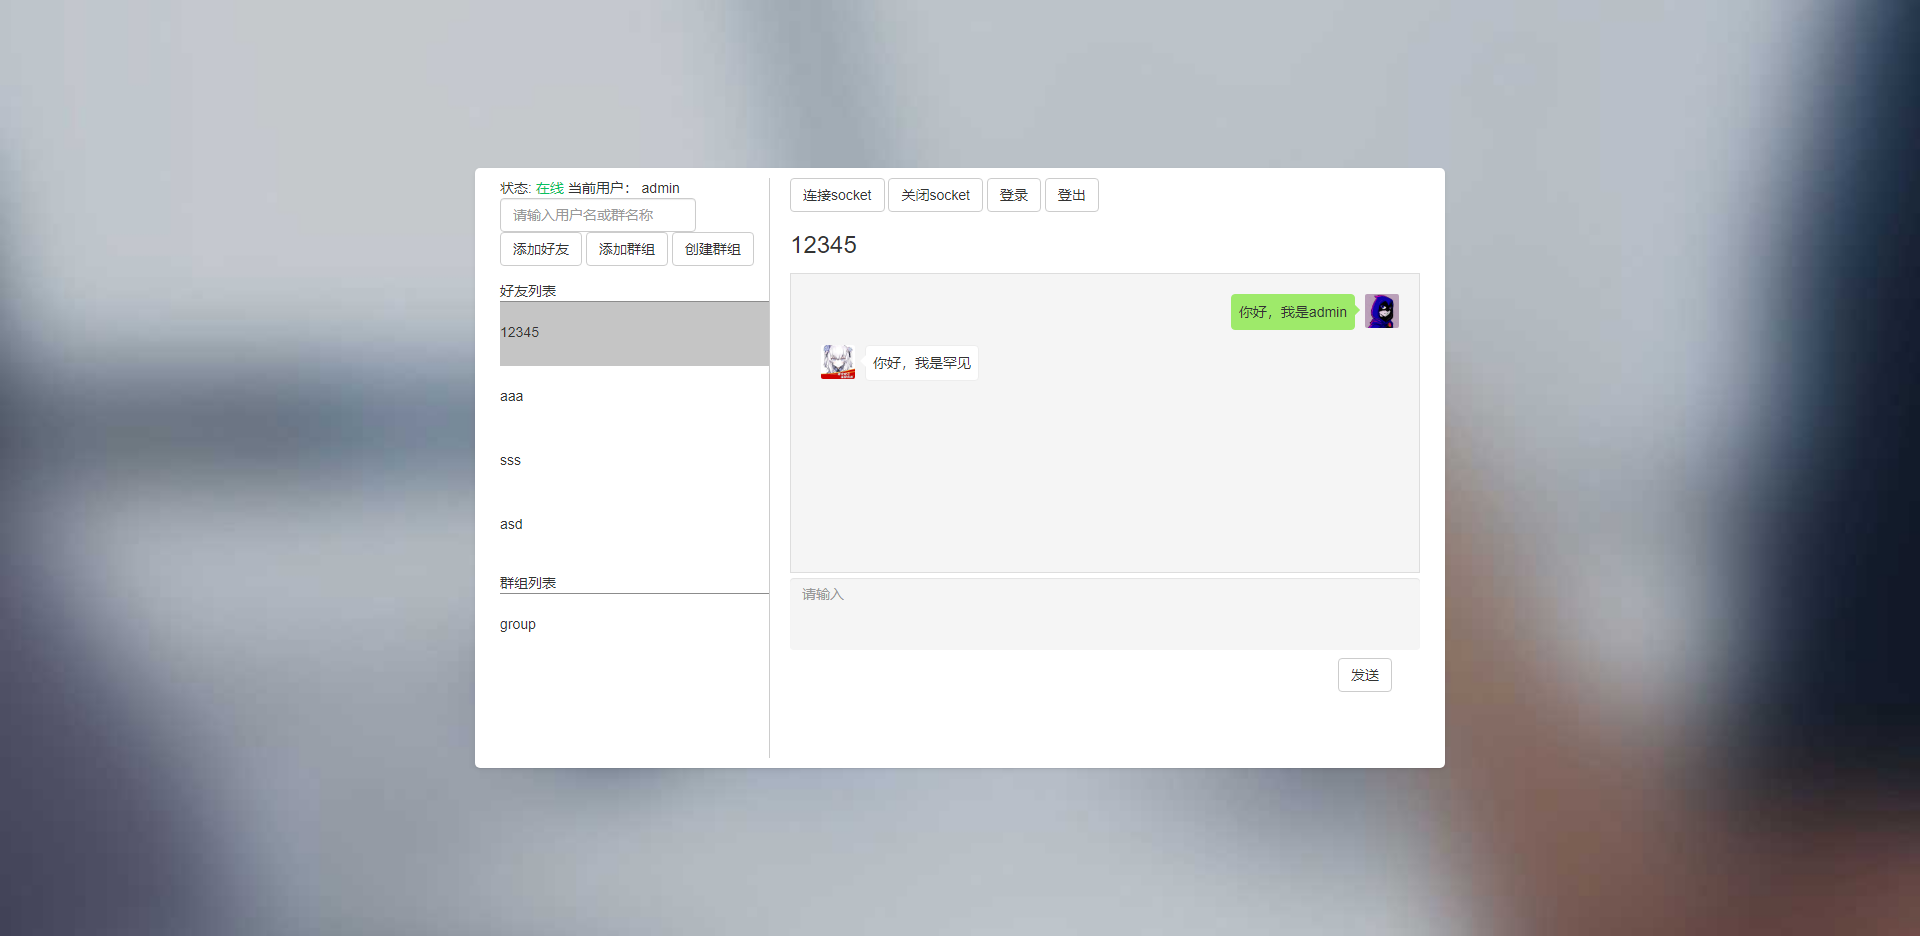 状态: 在线 当前用户： admin
请输入用户名或群名称
添加好友 添加群组 创建群组
好友列表
12345
aaa
sss
asd
群组列表
group
连接socket 关闭socket 登录 登出
12345
你好，我是admin
你好，我是罕见
请输入
发送